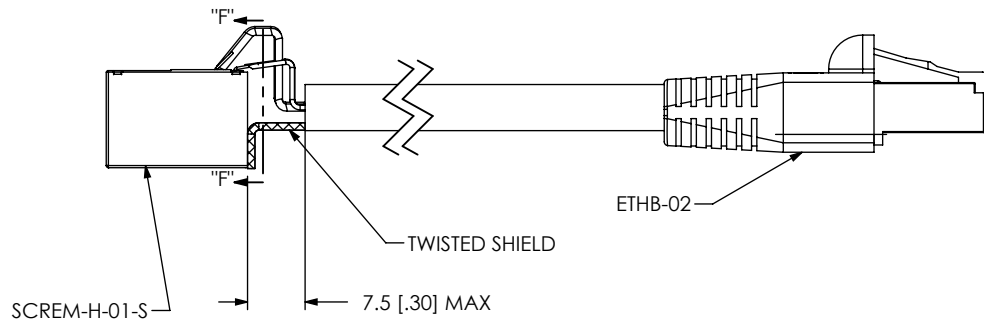 "F"
"F"
ETHB-02
TWISTED SHIELD
7.5 [.30] MAX
SCREM-H-01-S